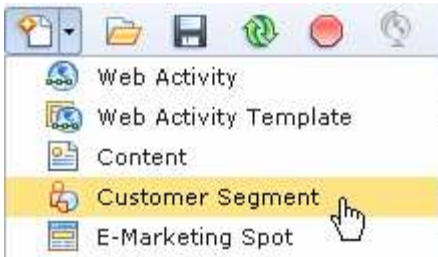 Web Activity
Web Activity Template
Content
Customer Segment
E-Marketing Spot